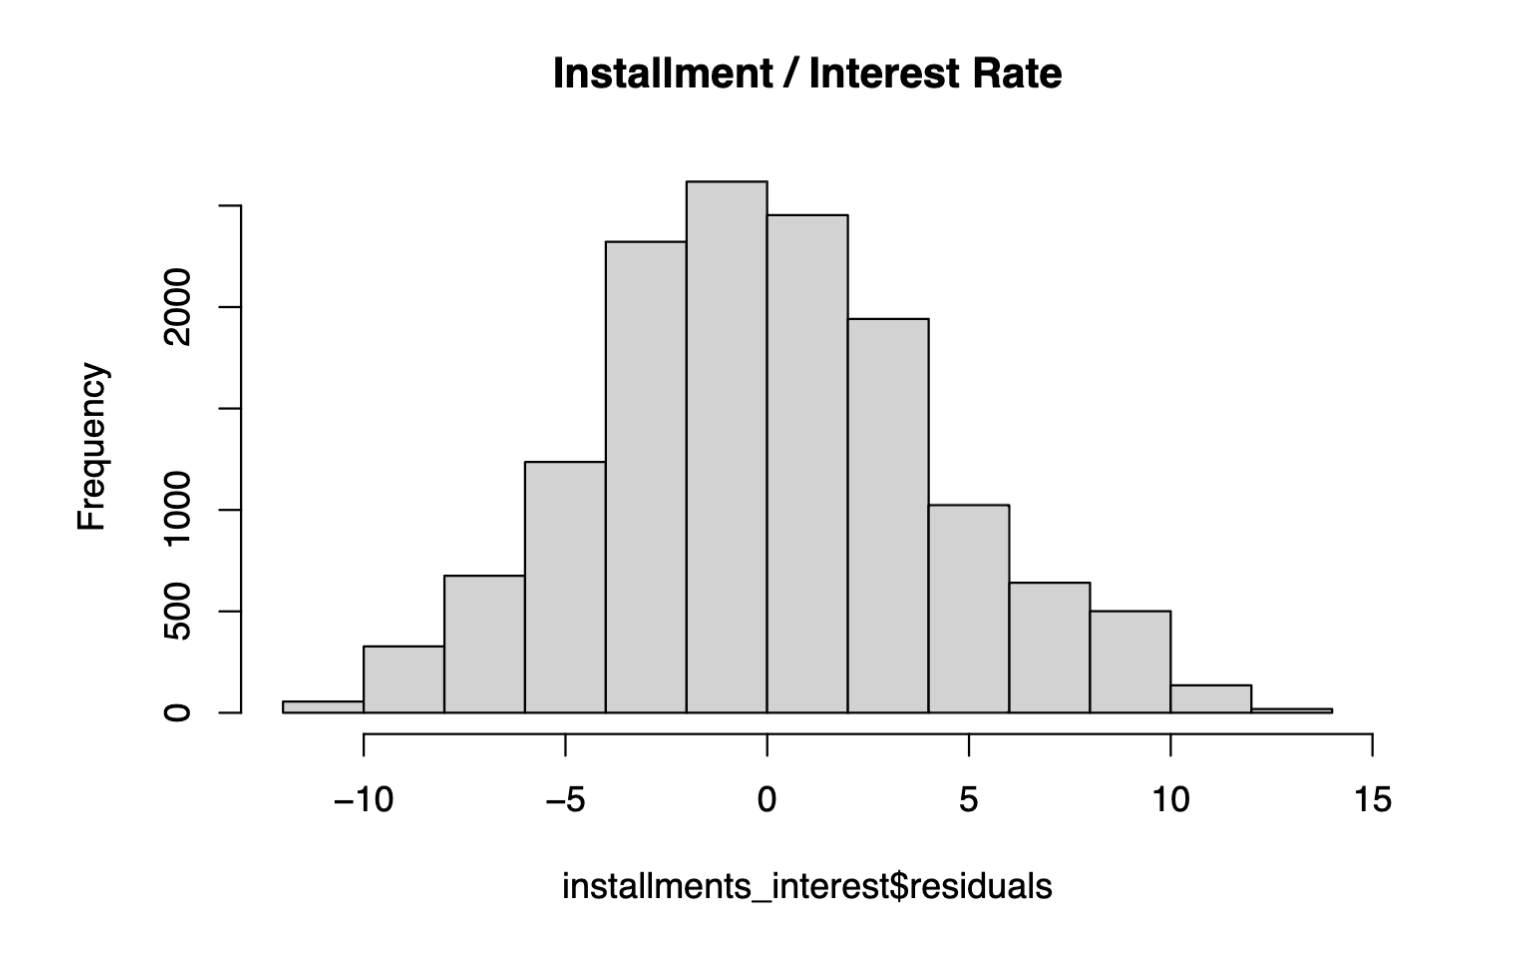 Installment / Interest Rate
Frequency
2000
1000
500
0
−10 −5 0 5 10 15
installments_interest$residuals